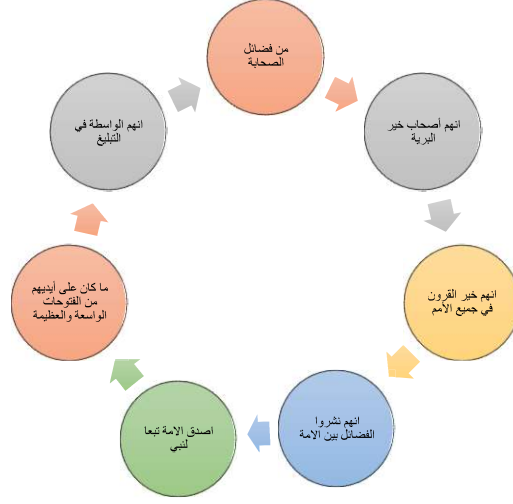 من فضائل
الصحابة
انهم أصحاب خير
البرية
انهم خير القرون
في جميع الأمم
انهم نشروا
الفضائل بين الامة
اصدق الامة تبعا
لنبي
ما كان على أيديهم
من الفتوحات
الواسعة والعظيمة
انهم الواسطة في
التبليغ